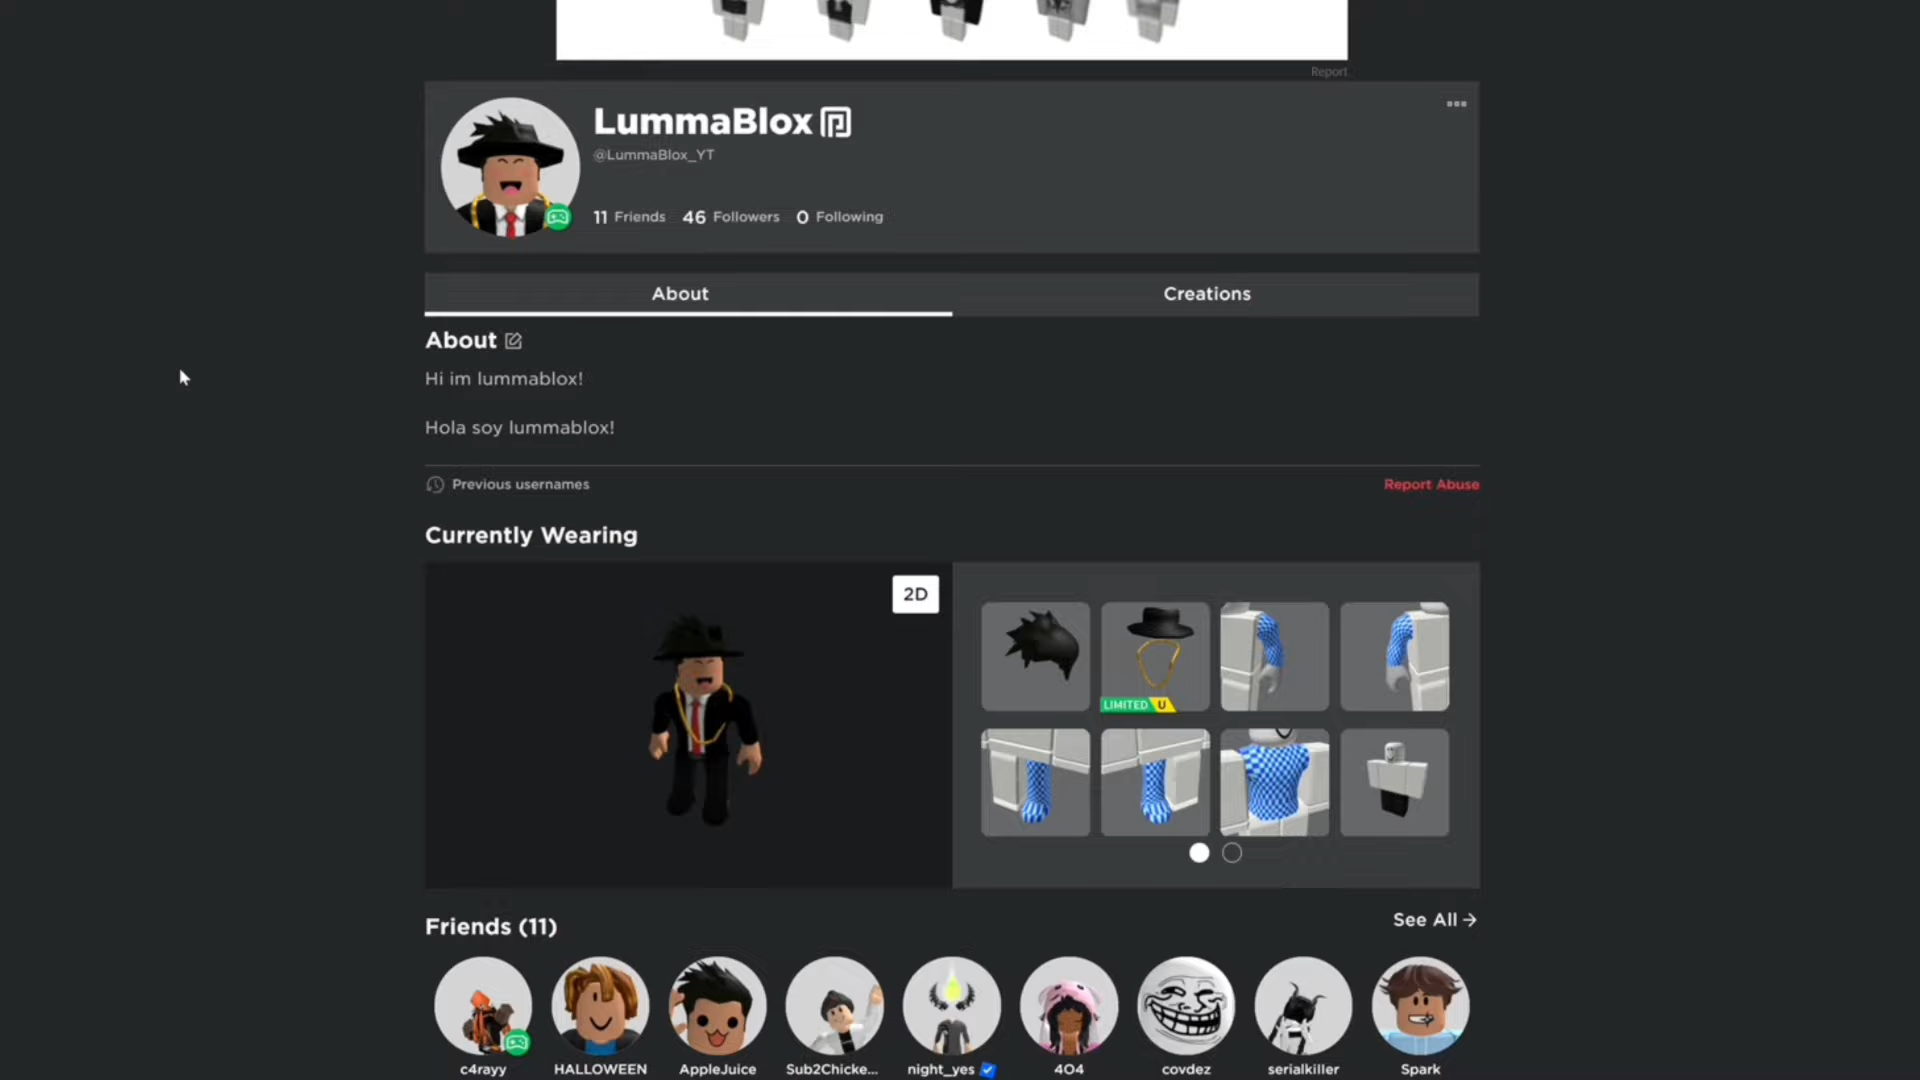 Report
LummaBlox
@LummaBlox_YT
11 Friends 46 Followers 0 Following
About Creations
About
Hi im lummablox!
Hola soy lummablox!
Previous usernames Report Abuse
Currently Wearing
2D
LIMITED U
Friends (11) See All
c4rayy HALLOWEEN AppleJuice Sub2Chicke... night_yes 4O4 covdez serialkiller Spark